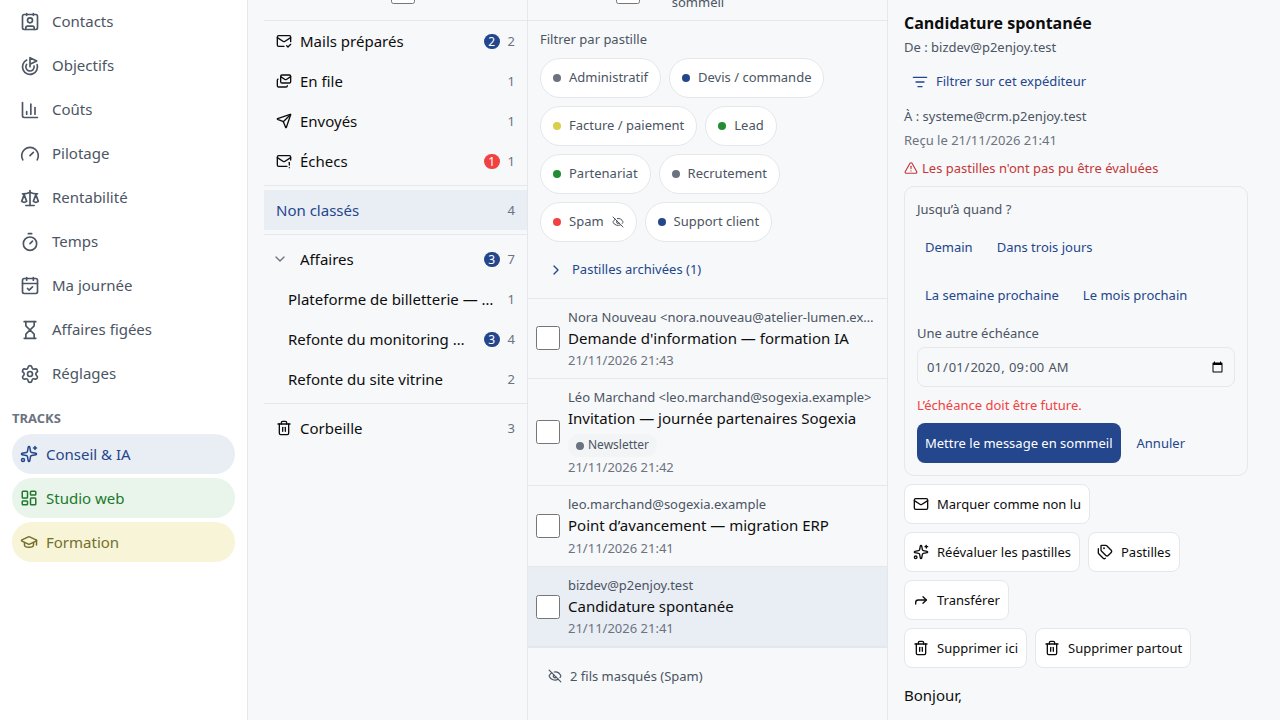 Contacts
Objectifs
Coûts
Pilotage
Rentabilité
Temps
Ma journée
Affaires figées
Réglages
TRACKS
Conseil & IA
Studio web
Formation
Mails préparés 2 2
En file 1
Envoyés 1
Échecs 1 1
Non classés 4
Affaires 3 7
Plateforme de billetterie — ... 1
Refonte du monitoring ... 3 4
Refonte du site vitrine 2
Corbeille 3
sommeil
Filtrer par pastille
Administratif
Devis / commande
Facture / paiement
Lead
Partenariat
Recrutement
Spam
Support client
Pastilles archivées (1)
Nora Nouveau <nora.nouveau@atelier-lumen.ex...
Demande d'information — formation IA
21/11/2026 21:43
Léo Marchand <leo.marchand@sogexia.example>
Invitation — journée partenaires Sogexia
Newsletter
21/11/2026 21:42
leo.marchand@sogexia.example
Point d’avancement — migration ERP
21/11/2026 21:41
bizdev@p2enjoy.test
Candidature spontanée
21/11/2026 21:41
2 fils masqués (Spam)
Candidature spontanée
De : bizdev@p2enjoy.test
Filtrer sur cet expéditeur
À : systeme@crm.p2enjoy.test
Reçu le 21/11/2026 21:41
Les pastilles n'ont pas pu être évaluées
Jusqu’à quand ?
Demain
Dans trois jours
La semaine prochaine
Le mois prochain
Une autre échéance
01/01/2020, 09:00 AM
L’échéance doit être future.
Mettre le message en sommeil
Annuler
Marquer comme non lu
Réévaluer les pastilles
Pastilles
Transférer
Supprimer ici
Supprimer partout
Bonjour,